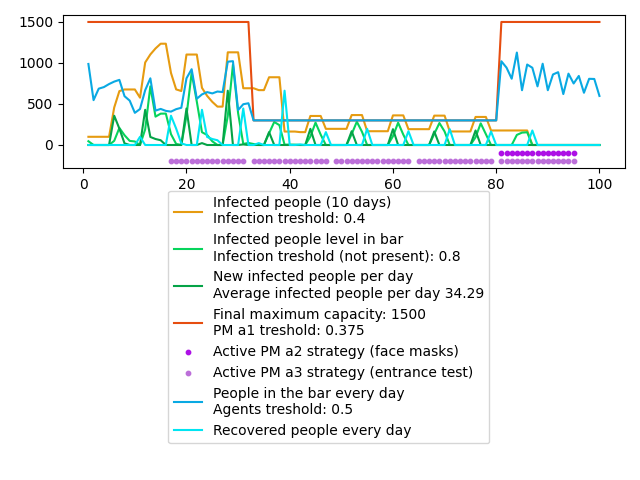 1500
1000
500
0
0
20
40
60
80
100
Infected people (10 days)
Infection treshold: 0.4
Infected people level in bar
Infection treshold (not present): 0.8
New infected people per day
Average infected people per day 34.29
Final maximum capacity: 1500
PM a1 treshold: 0.375
Active PM a2 strategy (face masks)
Active PM a3 strategy (entrance test)
People in the bar every day
Agents treshold: 0.5
Recovered people every day